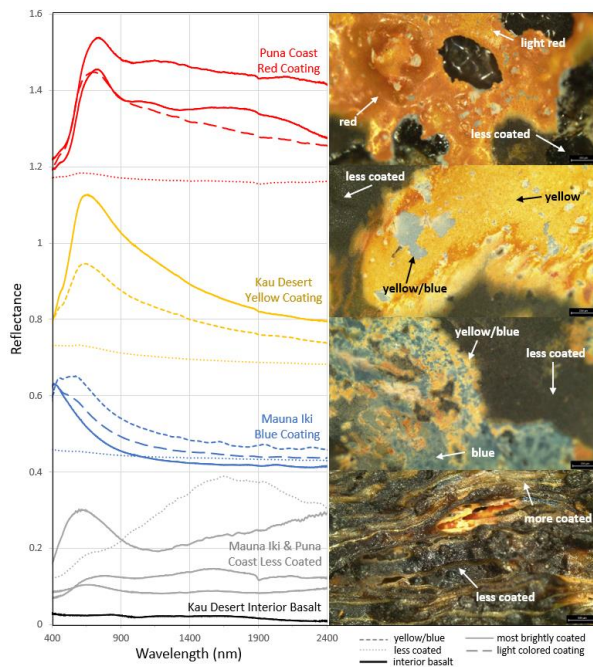 1.6
1.4
1.2
1
0.8
0.6
0.4
0.2
0
Reflectance
Puna Coast
Red Coating
Kau Desert
Yellow Coating
Mauna Iki
Blue Coating
Mauna Iki & Puna
Coast Less Coated
Kau Desert Interior Basalt
400 900 1400 1900 2400
Wavelength (nm)
light red
red
less coated
less coated
yellow
yellow/blue
yellow/blue
less coated
blue
more coated
less coated
yellow/blue
most brightly coated
less coated
light colored coating
interior basalt